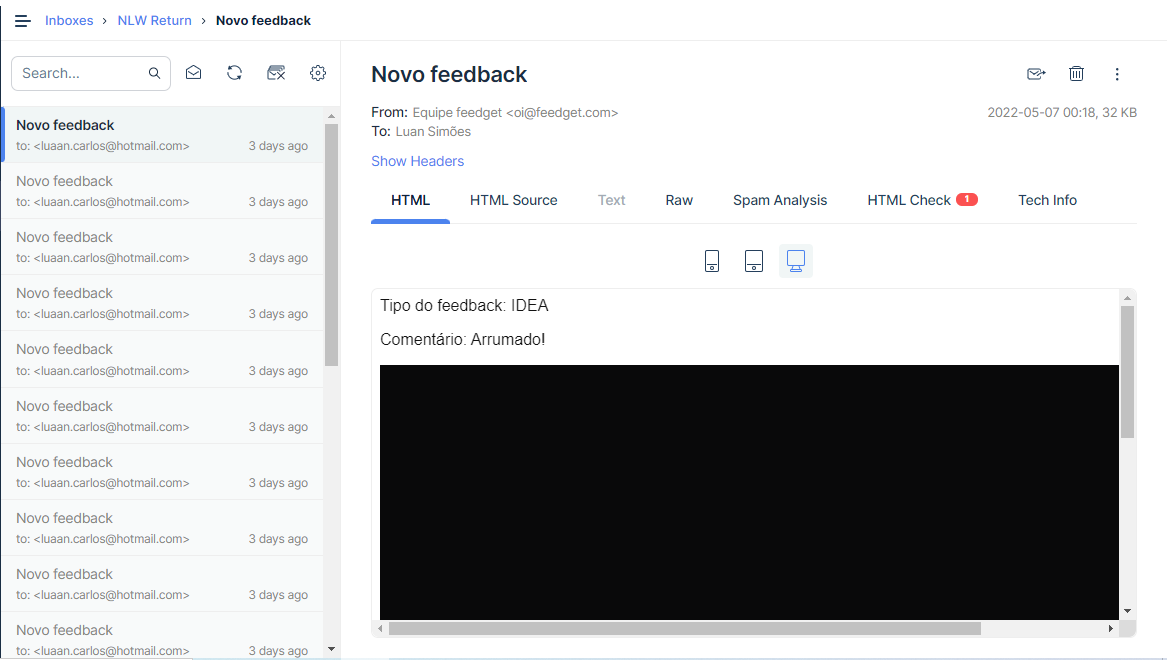 Inboxes › NLW Return › Novo feedback
Search...
Novo feedback
to: <luaan.carlos@hotmail.com> 3 days ago
Novo feedback
to: <luaan.carlos@hotmail.com> 3 days ago
Novo feedback
to: <luaan.carlos@hotmail.com> 3 days ago
Novo feedback
to: <luaan.carlos@hotmail.com> 3 days ago
Novo feedback
to: <luaan.carlos@hotmail.com> 3 days ago
Novo feedback
to: <luaan.carlos@hotmail.com> 3 days ago
Novo feedback
to: <luaan.carlos@hotmail.com> 3 days ago
Novo feedback
to: <luaan.carlos@hotmail.com> 3 days ago
Novo feedback
to: <luaan.carlos@hotmail.com> 3 days ago
Novo feedback
to: <luaan.carlos@hotmail.com> 3 days ago
Novo feedback
From: Equipe feedget <oi@feedget.com> 2022-05-07 00:18, 32 KB
To: Luan Simões
Show Headers
HTML HTML Source Text Raw Spam Analysis HTML Check 1 Tech Info
Tipo do feedback: IDEA
Comentário: Arrumado!